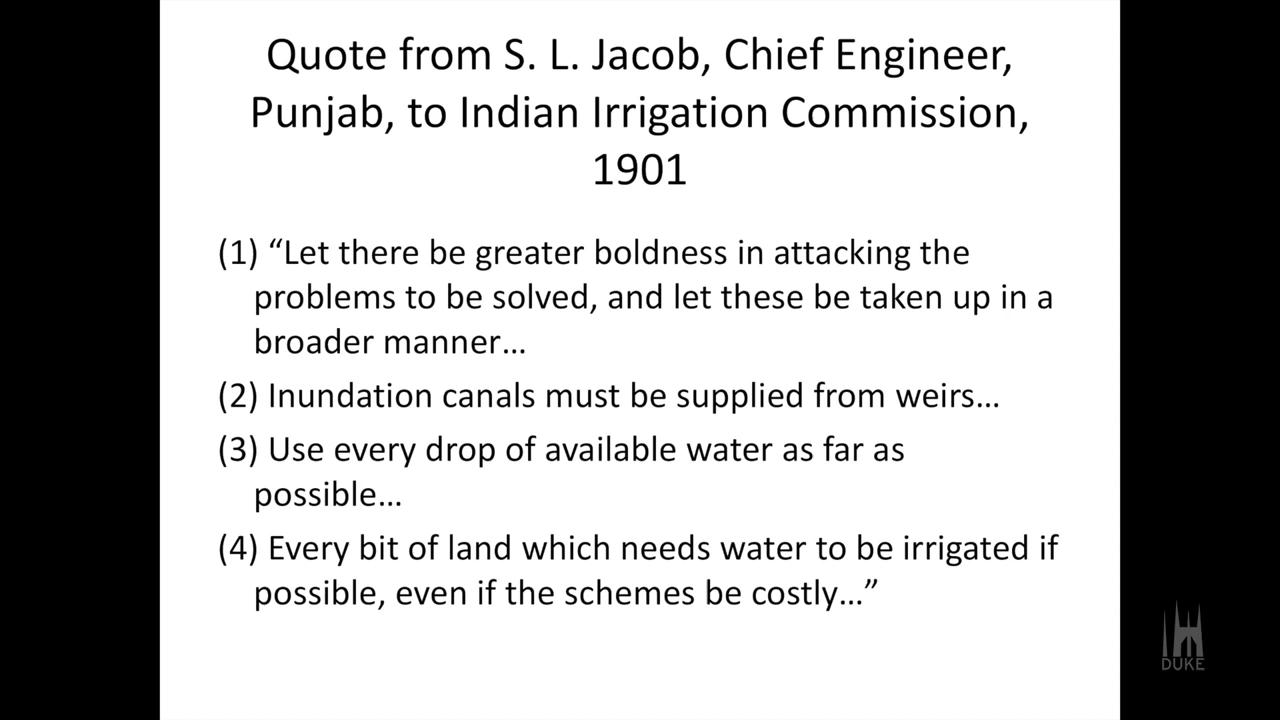 Quote from S. L. Jacob, Chief Engineer,
Punjab, to Indian Irrigation Commission,
1901
(1) “Let there be greater boldness in attacking the
problems to be solved, and let these be taken up in a
broader manner…
(2) Inundation canals must be supplied from weirs…
(3) Use every drop of available water as far as
possible…
(4) Every bit of land which needs water to be irrigated if
possible, even if the schemes be costly…”
DUKE